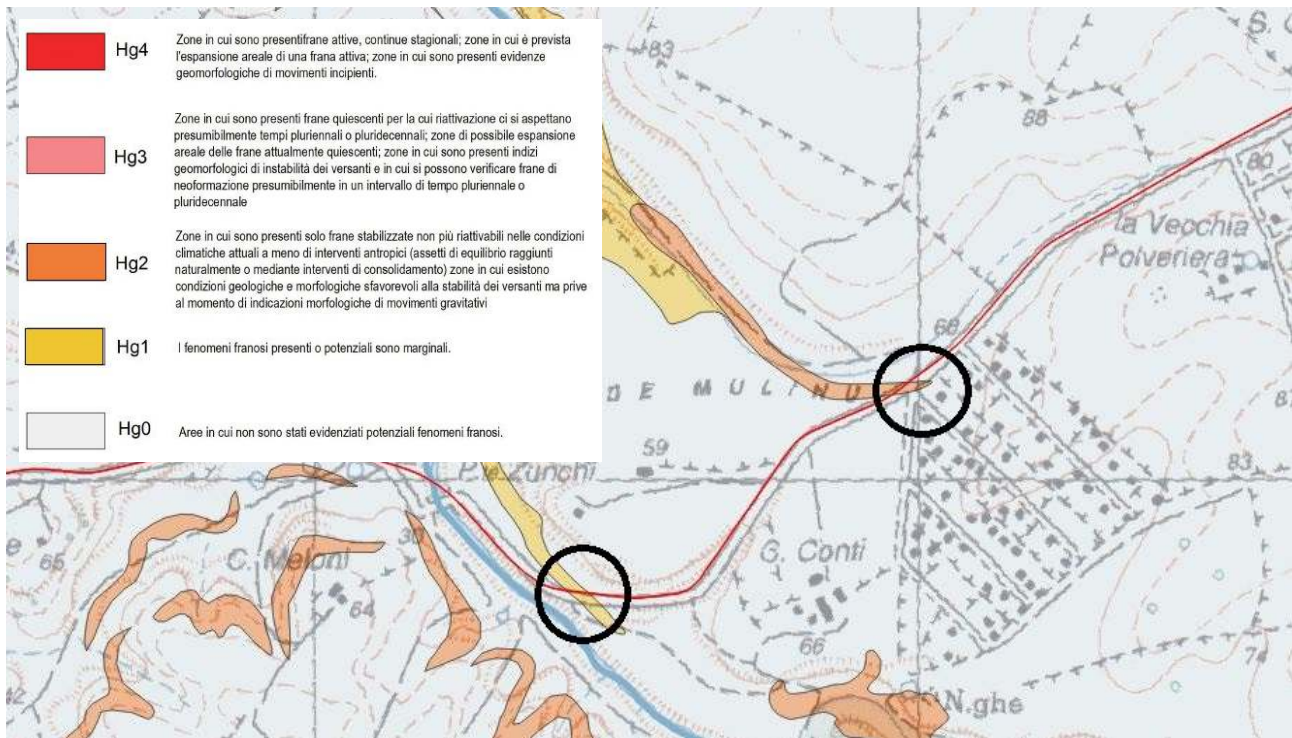 Hg4
Zone in cui sono presentifrane attive, continue stagionali; zone in cui è prevista
l'espansione areale di una frana attiva; zone in cui sono presenti evidenze
geomorfologiche di movimenti incipienti.
Hg3
Zone in cui sono presenti frane quiescenti per la cui riattivazione ci si aspettano
presumibilmente tempi pluriennali o pluridecennali; zone di possibile espansione
areale delle frane attualmente quiescenti; zone in cui sono presenti indizi
geomorfologici di instabilità dei versanti e in cui si possono verificare frane di
neoformazione presumibilmente in un intervallo di tempo pluriennale o
pluridecennale
Hg2
Zone in cui sono presenti solo frane stabilizzate non più riattivabili nelle condizioni
climatiche attuali a meno di interventi antropici (assetti di equilibrio raggiunti
naturalmente o mediante interventi di consolidamento) zone in cui esistono
condizioni geologiche e morfologiche sfavorevoli alla stabilità dei versanti ma prive
al momento di indicazioni morfologiche di movimenti gravitativi
Hg1
I fenomeni franosi presenti o potenziali sono marginali.
Hg0
Aree in cui non sono stati evidenziati potenziali fenomeni franosi.
83
88
80
la Vecchia
Polveriera
68
DE MULINU
59
83
C. Meloni
65
64
30
G. Conti
66
74
N.ghe